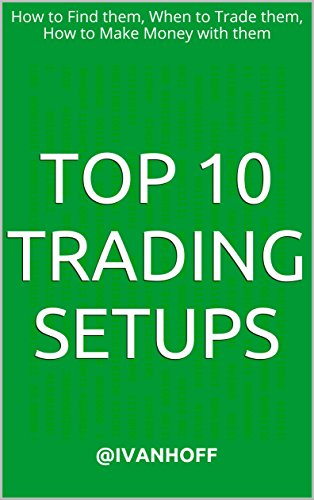 How to Find them, When to Trade them,
How to Make Money with them
TOP 10
TRADING
SETUPS
@IVANHOFF